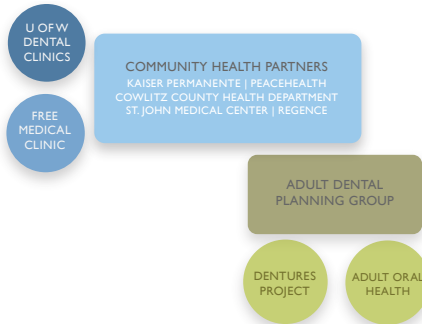 U OF W
DENTAL
CLINICS
COMMUNITY HEALTH PARTNERS
KAISER PERMANENTE | PEACEHEALTH
COWLITZ COUNTY HEALTH DEPARTMENT
ST. JOHN MEDICAL CENTER | REGENCE
FREE
MEDICAL
CLINIC
ADULT DENTAL
PLANNING GROUP
DENTURES
PROJECT
ADULT ORAL
HEALTH